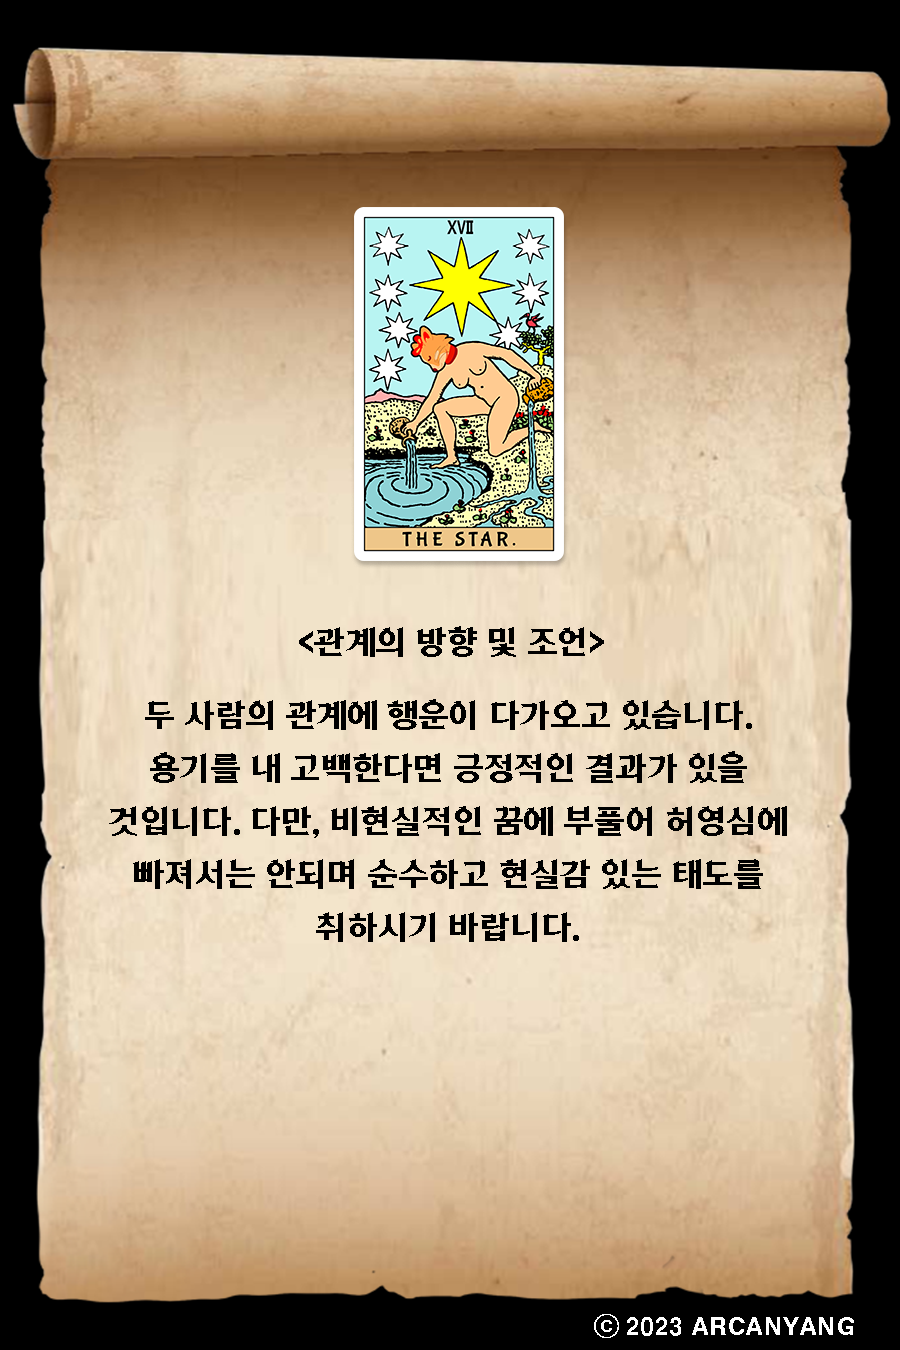 XVII
THE STAR.
<관계의 방향 및 조언>
두 사람의 관계에 행운이 다가오고 있습니다.
용기를 내 고백한다면 긍정적인 결과가 있을
것입니다. 다만, 비현실적인 꿈에 부풀어 허영심에
빠져서는 안되며 순수하고 현실감 있는 태도를
취하시기 바랍니다.
ⓒ 2023 ARCANYANG